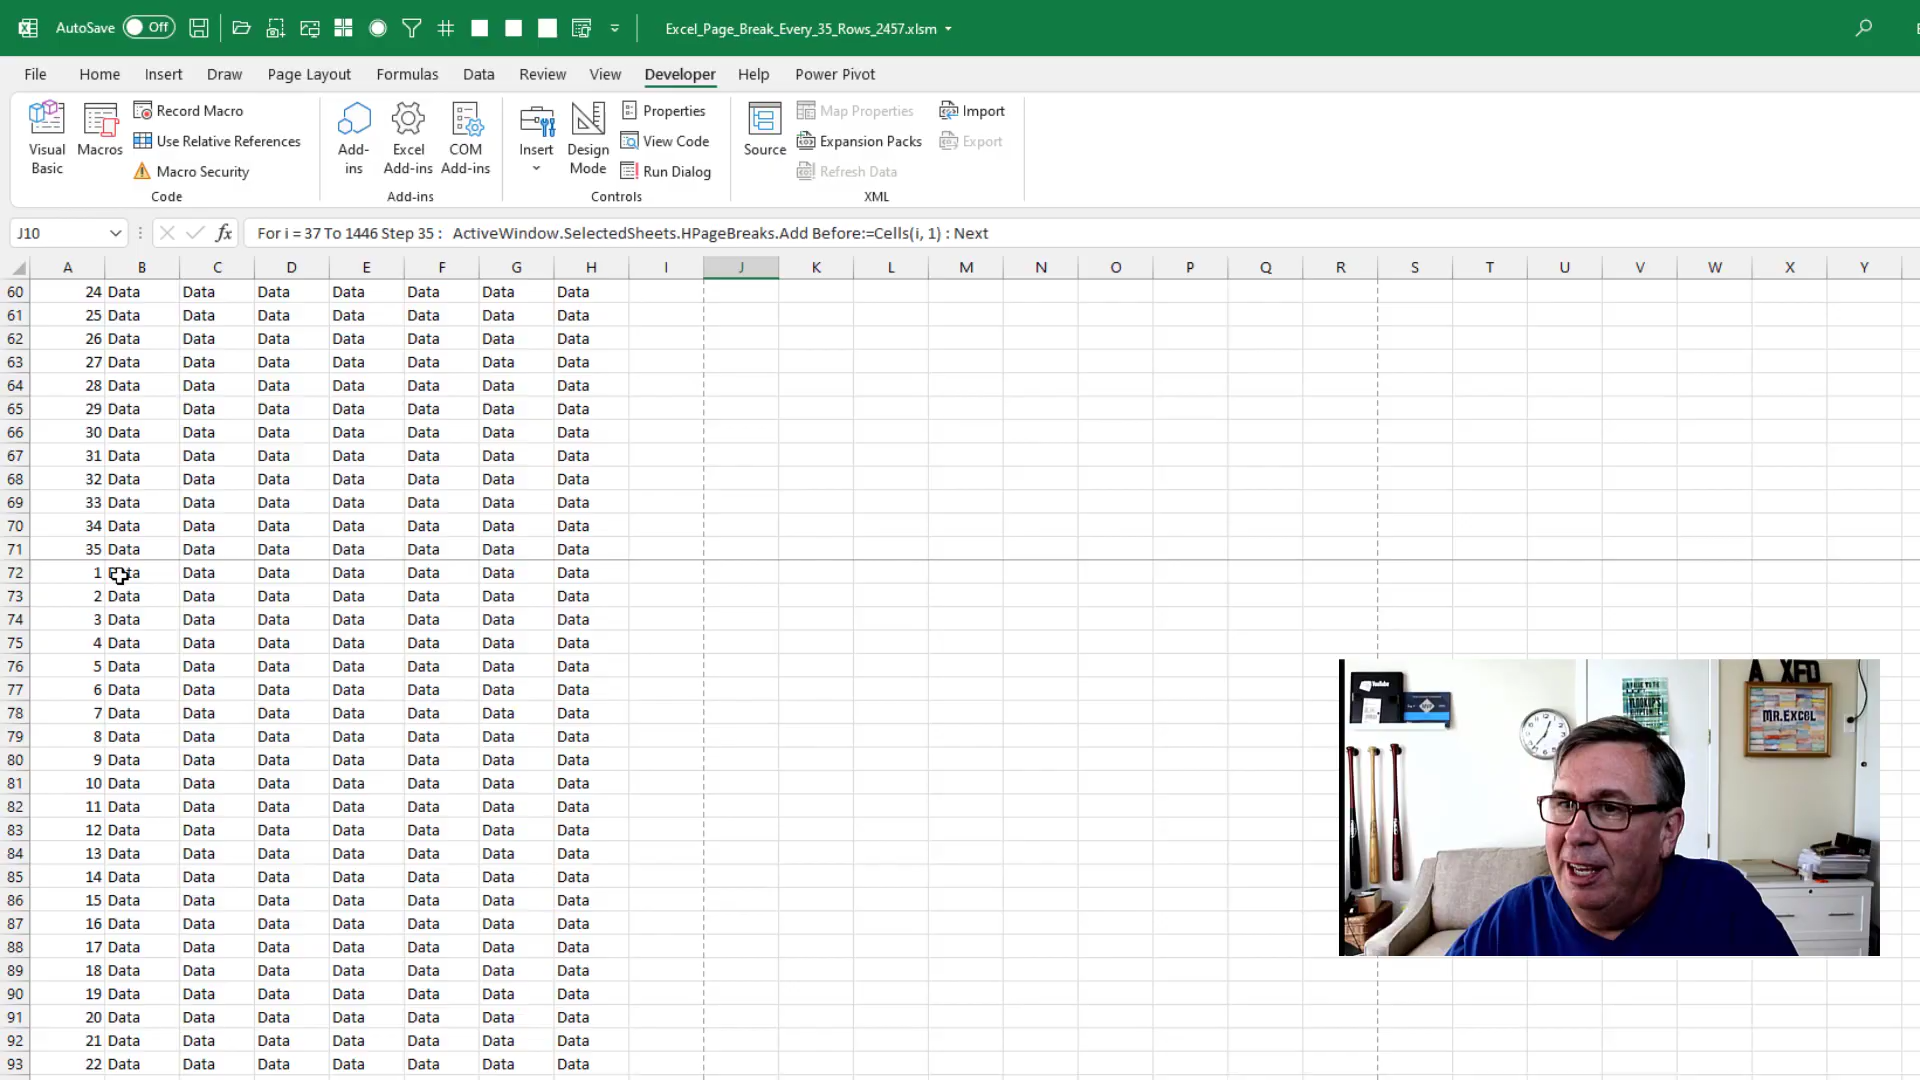 AutoSave Off Excel_Page_Break_Every_35_Rows_2457.xlsm
File Home Insert Draw Page Layout Formulas Data Review View Developer Help Power Pivot
Visual Basic Macros Record Macro Use Relative References Macro Security Code
Add-ins Excel Add-ins COM Add-ins Add-ins
Insert Design Mode Properties View Code Run Dialog Controls
Source Map Properties Expansion Packs Refresh Data Import Export XML
J10 fx For i = 37 To 1446 Step 35 : ActiveWindow.SelectedSheets.HPageBreaks.Add Before:=Cells(i, 1) : Next
A B C D E F G H I J K L M N O P Q R S T U V W X Y
60 24 Data Data Data Data Data Data Data
61 25 Data Data Data Data Data Data Data
62 26 Data Data Data Data Data Data Data
63 27 Data Data Data Data Data Data Data
64 28 Data Data Data Data Data Data Data
65 29 Data Data Data Data Data Data Data
66 30 Data Data Data Data Data Data Data
67 31 Data Data Data Data Data Data Data
68 32 Data Data Data Data Data Data Data
69 33 Data Data Data Data Data Data Data
70 34 Data Data Data Data Data Data Data
71 35 Data Data Data Data Data Data Data
72 1 Data Data Data Data Data Data Data
73 2 Data Data Data Data Data Data Data
74 3 Data Data Data Data Data Data Data
75 4 Data Data Data Data Data Data Data
76 5 Data Data Data Data Data Data Data
77 6 Data Data Data Data Data Data Data
78 7 Data Data Data Data Data Data Data
79 8 Data Data Data Data Data Data Data
80 9 Data Data Data Data Data Data Data
81 10 Data Data Data Data Data Data Data
82 11 Data Data Data Data Data Data Data
83 12 Data Data Data Data Data Data Data
84 13 Data Data Data Data Data Data Data
85 14 Data Data Data Data Data Data Data
86 15 Data Data Data Data Data Data Data
87 16 Data Data Data Data Data Data Data
88 17 Data Data Data Data Data Data Data
89 18 Data Data Data Data Data Data Data
90 19 Data Data Data Data Data Data Data
91 20 Data Data Data Data Data Data Data
92 21 Data Data Data Data Data Data Data
93 22 Data Data Data Data Data Data Data
YouTube
A XFD
MR.EXCEL